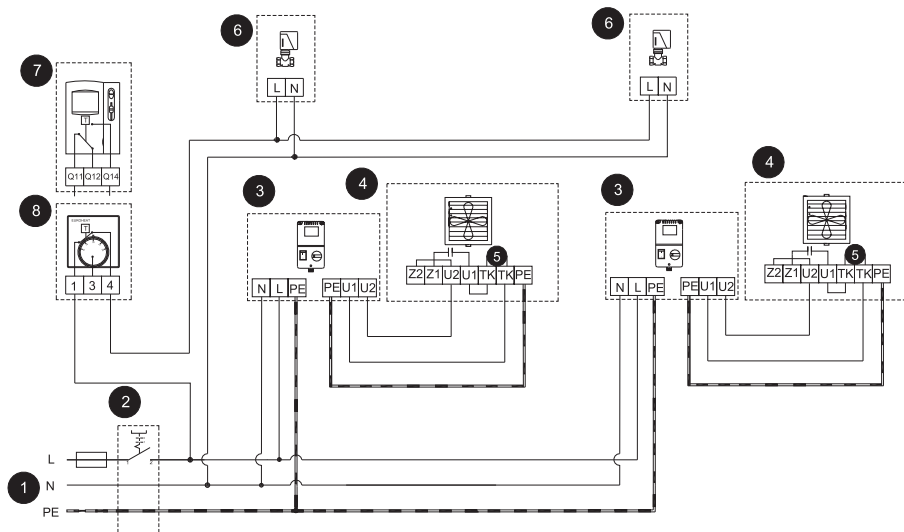 6
6
7
L N
L N
T
Q11 Q12 Q14
4
3
4
3
8
EUROHEAT
T
5
5
Z2 Z1 U2 U1 TK TK PE
Z2 Z1 U2 U1 TK TK PE
1 3 4
N L PE
PE U1 U2
N L PE
PE U1 U2
2
L
1
N
PE